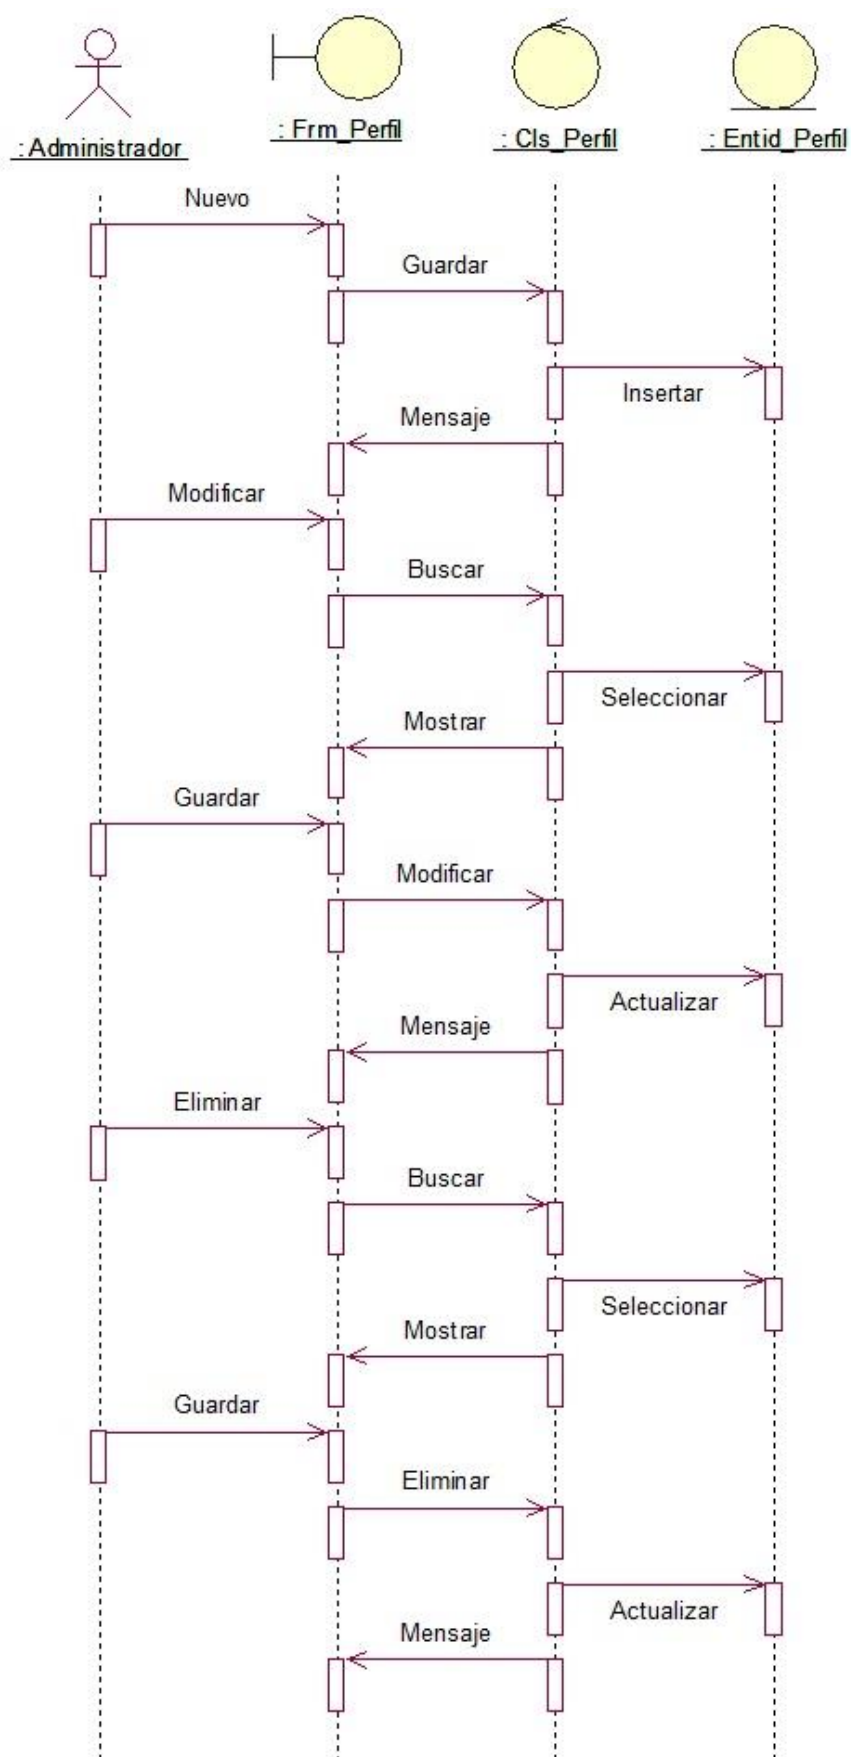 : Administrador
: Frm_Perfil
: Cls_Perfil
: Entid_Perfil
Nuevo
Guardar
Insertar
Mensaje
Modificar
Buscar
Seleccionar
Mostrar
Guardar
Modificar
Actualizar
Mensaje
Eliminar
Buscar
Seleccionar
Mostrar
Guardar
Eliminar
Actualizar
Mensaje